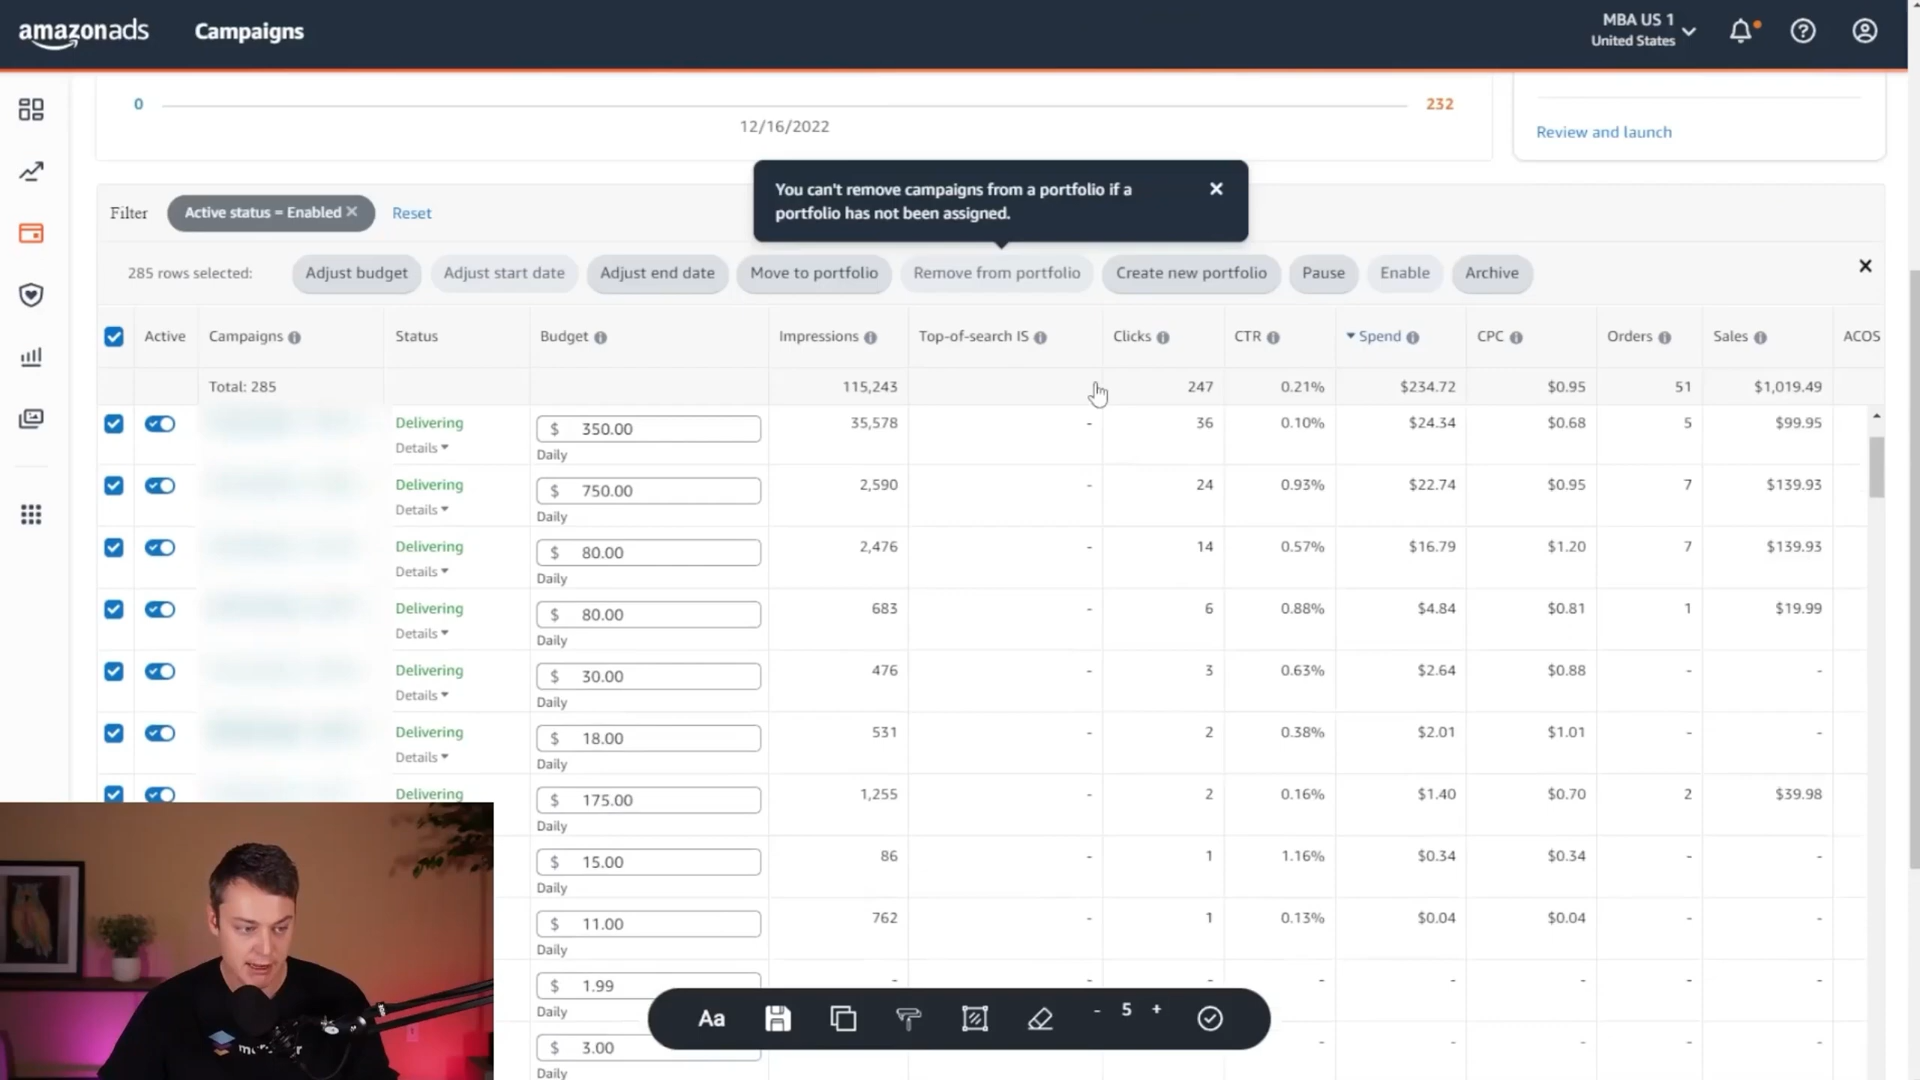 amazonads
Campaigns
MBA US 1
United States
0
232
12/16/2022
Review and launch
You can't remove campaigns from a portfolio if a
portfolio has not been assigned.
Filter
Active status = Enabled
Reset
285 rows selected:
Adjust budget
Adjust start date
Adjust end date
Move to portfolio
Remove from portfolio
Create new portfolio
Pause
Enable
Archive
Active Campaigns Status Budget Impressions Top-of-search IS Clicks CTR Spend CPC Orders Sales ACOS
Total: 285 115,243 247 0.21% $234.72 $0.95 51 $1,019.49
Delivering $ 350.00 35,578 - 36 0.10% $24.34 $0.68 5 $99.95
Details Daily
Delivering $ 750.00 2,590 - 24 0.93% $22.74 $0.95 7 $139.93
Details Daily
Delivering $ 80.00 2,476 - 14 0.57% $16.79 $1.20 7 $139.93
Details Daily
Delivering $ 80.00 683 - 6 0.88% $4.84 $0.81 1 $19.99
Details Daily
Delivering $ 30.00 476 - 3 0.63% $2.64 $0.88 - -
Details Daily
Delivering $ 18.00 531 - 2 0.38% $2.01 $1.01 - -
Details Daily
Delivering $ 175.00 1,255 - 2 0.16% $1.40 $0.70 2 $39.98
Daily
$ 15.00 86 - 1 1.16% $0.34 $0.34 - -
Daily
$ 11.00 762 - 1 0.13% $0.04 $0.04 - -
Daily
$ 1.99 - - - - - - - -
Daily
Aa
- 5 +
$ 3.00 - - - - -
Daily